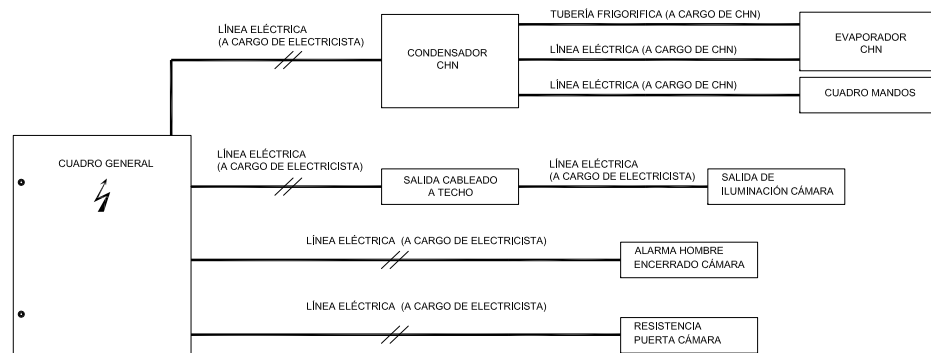 TUBERÍA FRIGORIFICA (A CARGO DE CHN)
LÍNEA ELÉCTRICA
(A CARGO DE ELECTRICISTA)
CONDENSADOR
CHN
LÍNEA ELÉCTRICA (A CARGO DE CHN)
EVAPORADOR
CHN
LÍNEA ELÉCTRICA (A CARGO DE CHN)
CUADRO MANDOS
CUADRO GENERAL
LÍNEA ELÉCTRICA
(A CARGO DE ELECTRICISTA)
SALIDA CABLEADO
A TECHO
LÍNEA ELÉCTRICA
(A CARGO DE ELECTRICISTA)
SALIDA DE
ILUMINACIÓN CÁMARA
LÍNEA ELÉCTRICA (A CARGO DE ELECTRICISTA)
ALARMA HOMBRE
ENCERRADO CÁMARA
LÍNEA ELÉCTRICA (A CARGO DE ELECTRICISTA)
RESISTENCIA
PUERTA CÁMARA